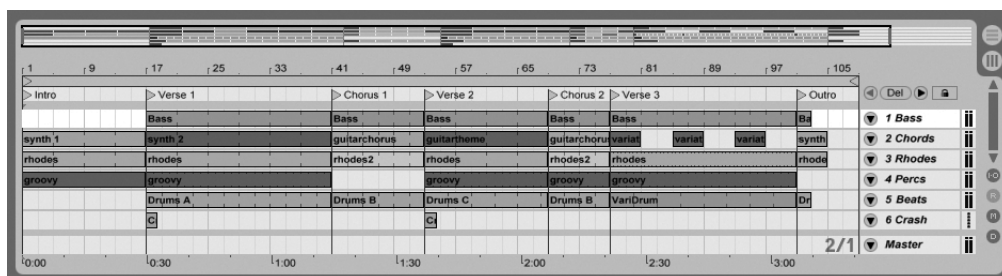 1 9 17 25 33 41 49 57 65 73 81 89 97 105
Intro Verse 1 Chorus 1 Verse 2 Chorus 2 Verse 3 Outro Del
Bass Bass Bass Bass Bass Ba 1 Bass
synth 1 synth 2 guitarchorus guitartheme guitarchoru variat variat variat synth 2 Chords
rhodes rhodes rhodes2 rhodes rhodes2 rhodes rhode 3 Rhodes
groovy groovy groovy groovy groovy 4 Percs
Drums A Drums B Drums C Drums B VariDrum Dr 5 Beats
C 6 Crash
2/1 Master
0:00 0:30 1:00 1:30 2:00 2:30 3:00